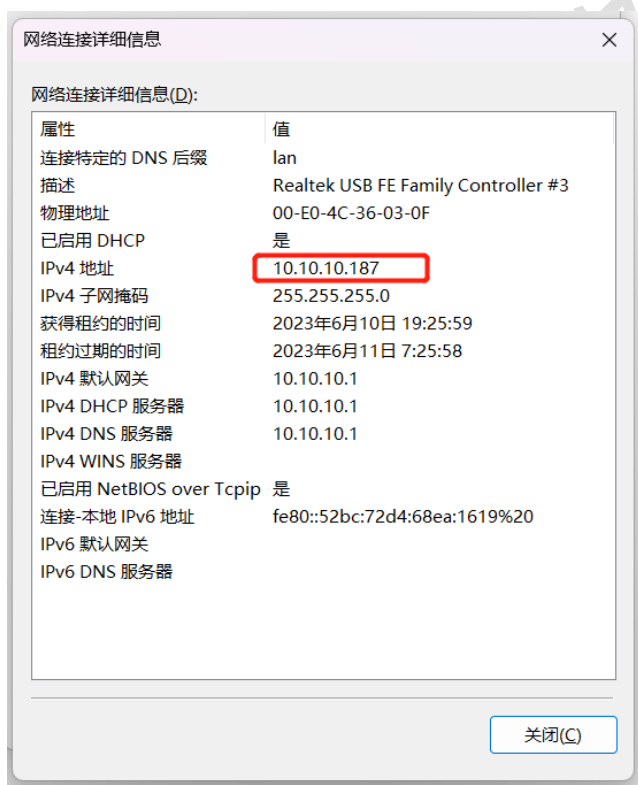 网络连接详细信息
网络连接详细信息(D):
属性 值
连接特定的 DNS 后缀 lan
描述 Realtek USB FE Family Controller #3
物理地址 00-E0-4C-36-03-0F
已启用 DHCP 是
IPv4 地址 10.10.10.187
IPv4 子网掩码 255.255.255.0
获得租约的时间 2023年6月10日 19:25:59
租约过期的时间 2023年6月11日 7:25:58
IPv4 默认网关 10.10.10.1
IPv4 DHCP 服务器 10.10.10.1
IPv4 DNS 服务器 10.10.10.1
IPv4 WINS 服务器
已启用 NetBIOS over Tcpip 是
连接-本地 IPv6 地址 fe80::52bc:72d4:68ea:1619%20
IPv6 默认网关
IPv6 DNS 服务器
关闭(C)